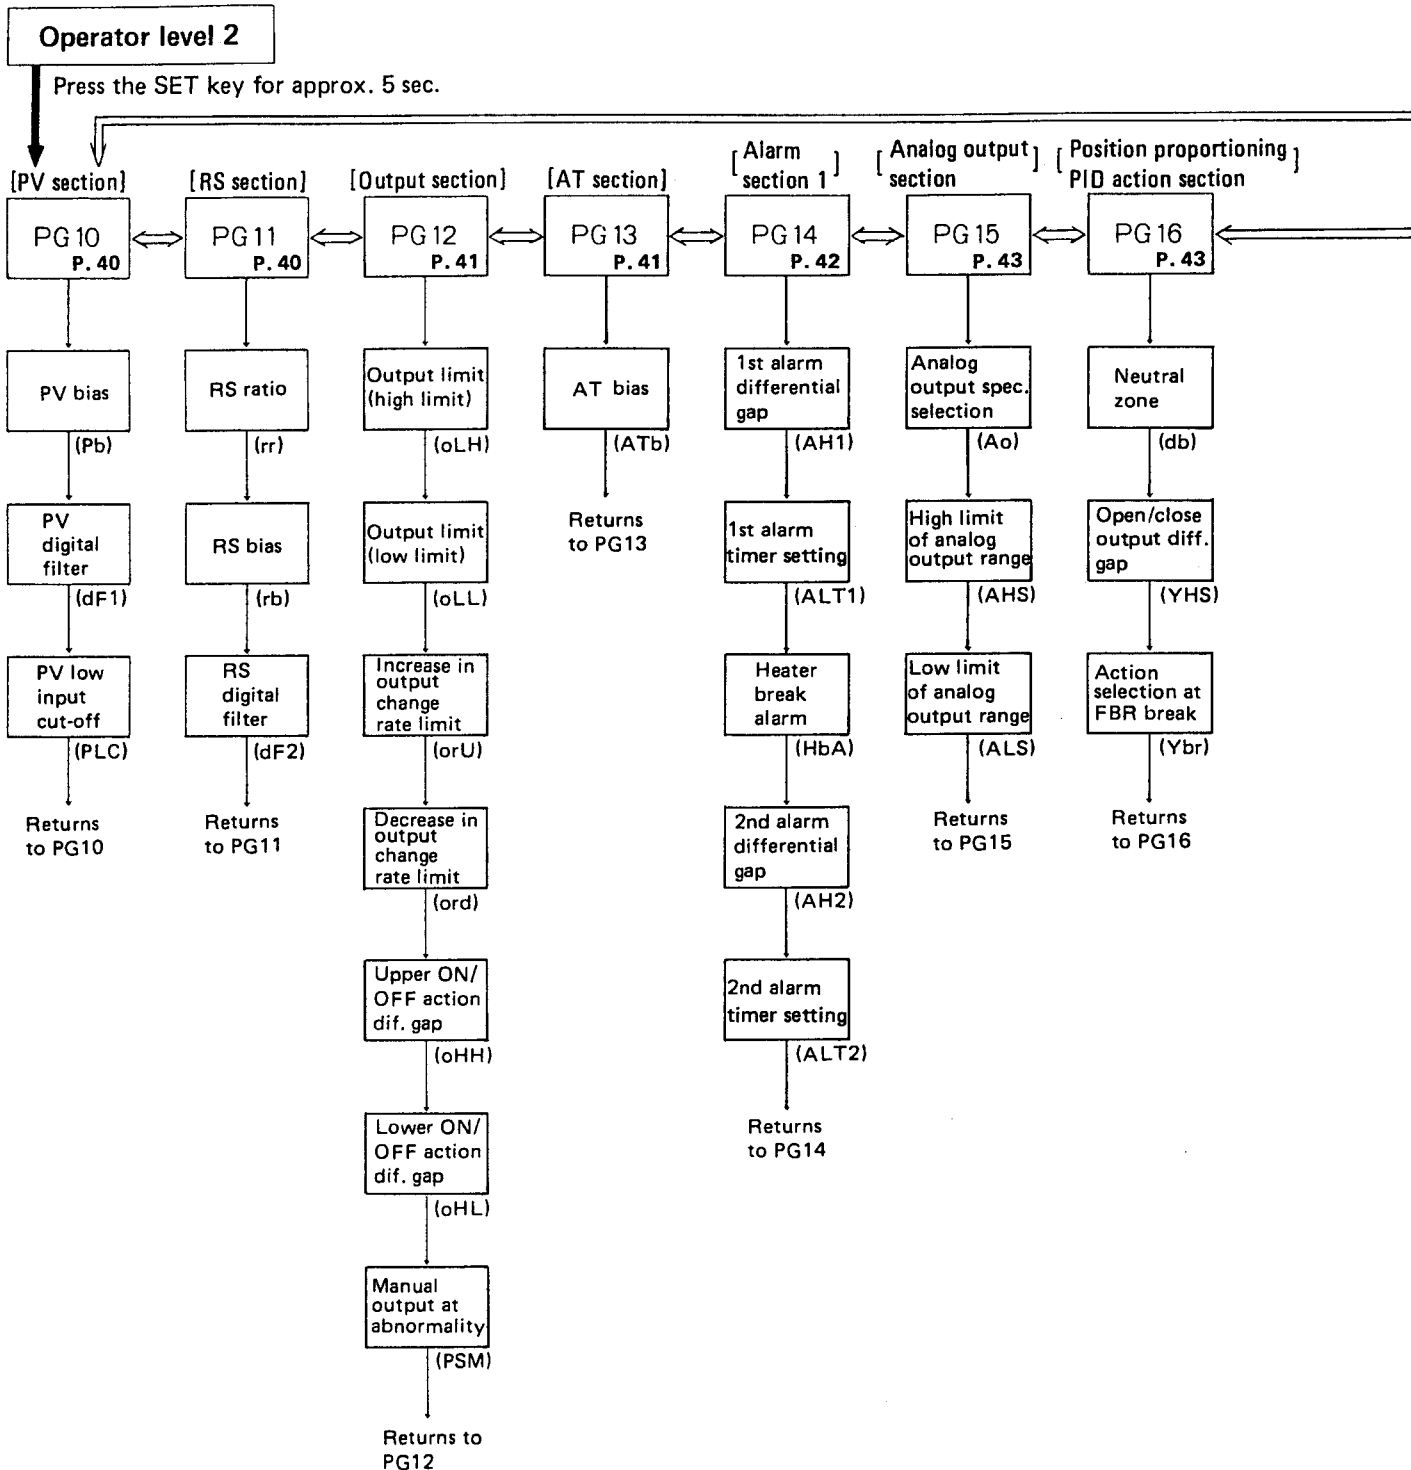 Operator level 2
Press the SET key for approx. 5 sec.
[PV section]
PG10
P. 40
PV bias
(Pb)
PV
digital
filter
(dF1)
PV low
input
cut-off
(PLC)
Returns
to PG10
[RS section]
PG11
P. 40
RS ratio
(rr)
RS bias
(rb)
RS
digital
filter
(dF2)
Returns
to PG11
[Output section]
PG12
P. 41
Output limit
(high limit)
(oLH)
Output limit
(low limit)
(oLL)
Increase in
output
change
rate limit
(orU)
Decrease in
output
change
rate limit
(ord)
Upper ON/
OFF action
dif. gap
(oHH)
Lower ON/
OFF action
dif. gap
(oHL)
Manual
output at
abnormality
(PSM)
Returns to
PG12
[AT section]
PG13
P. 41
AT bias
(ATb)
Returns
to PG13
[Alarm
section 1]
PG14
P. 42
1st alarm
differential
gap
(AH1)
1st alarm
timer setting
(ALT1)
Heater
break
alarm
(HbA)
2nd alarm
differential
gap
(AH2)
2nd alarm
timer setting
(ALT2)
Returns
to PG14
[Analog output
section]
PG15
P. 43
Analog
output spec.
selection
(Ao)
High limit
of analog
output range
(AHS)
Low limit
of analog
output range
(ALS)
Returns
to PG15
[Position proportioning
PID action section]
PG16
P. 43
Neutral
zone
(db)
Open/close
output diff.
gap
(YHS)
Action
selection at
FBR break
(Ybr)
Returns
to PG16